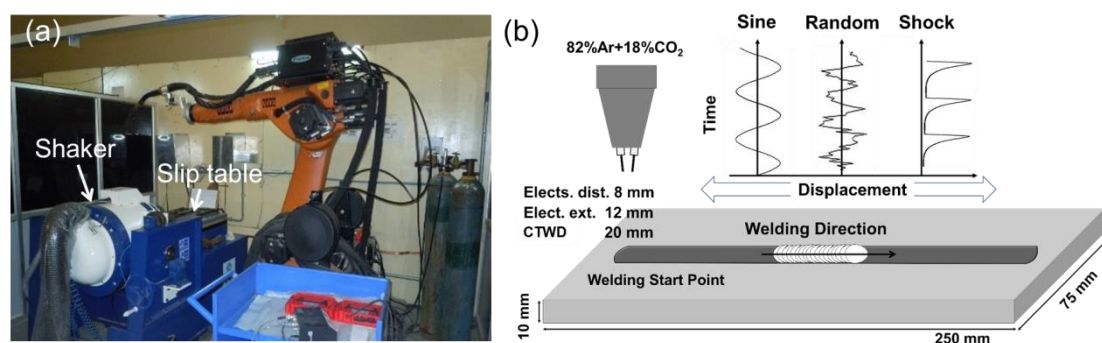 (a)
Shaker
Slip table
(b)
82%Ar+18%CO₂
Sine
Random
Shock
Time
Displacement
Elects. dist. 8 mm
Elect. ext. 12 mm
CTWD 20 mm
Welding Direction
Welding Start Point
10 mm
250 mm
75 mm